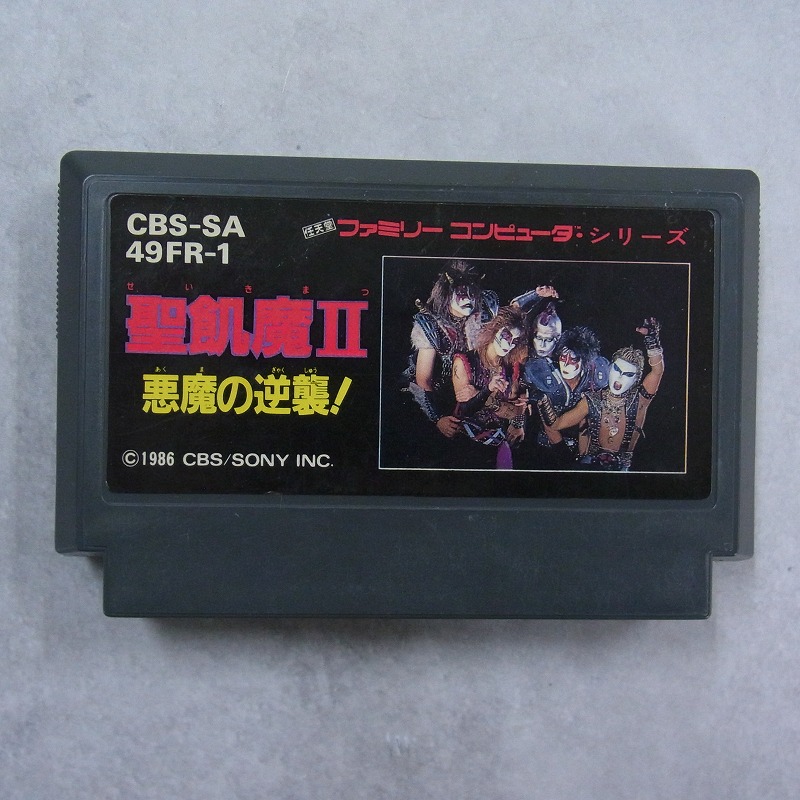 CBS-SA
49FR-1
任天堂 ファミリー コンピュータ・シリーズ
せいきまつ
聖飢魔II
あくま ぎゃくしゅう
悪魔の逆襲!
©1986 CBS/SONY INC.